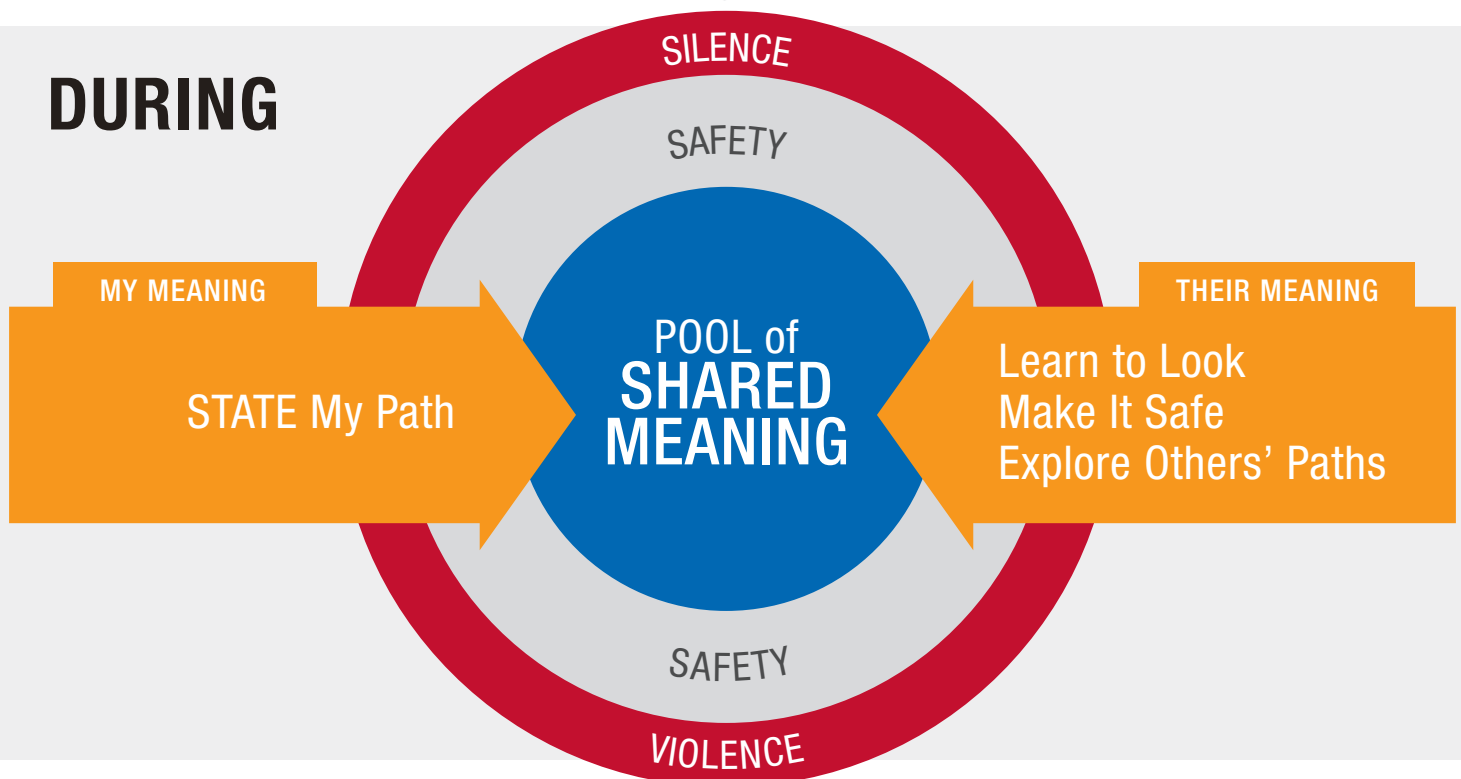 SILENCE
DURING
SAFETY
MY MEANING
STATE My Path
POOL of
SHARED
MEANING
THEIR MEANING
Learn to Look
Make It Safe
Explore Others’ Paths
SAFETY
VIOLENCE